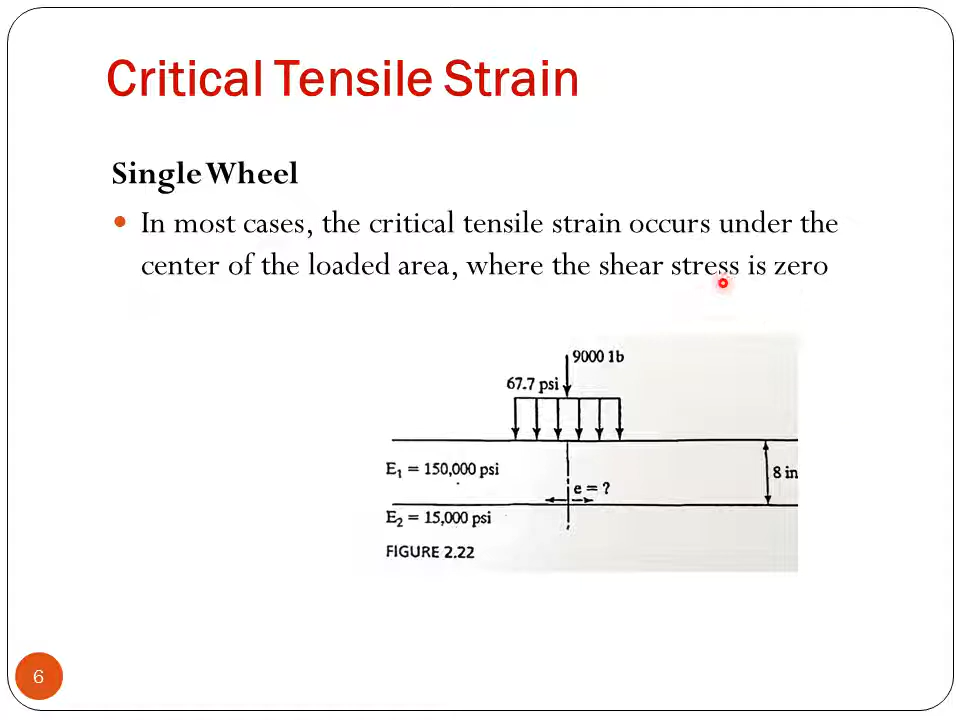 Critical Tensile Strain
Single Wheel
• In most cases, the critical tensile strain occurs under the
center of the loaded area, where the shear stress is zero
9000 lb
67.7 psi
E₁ = 150,000 psi
8 in
e = ?
E₂ = 15,000 psi
FIGURE 2.22
6